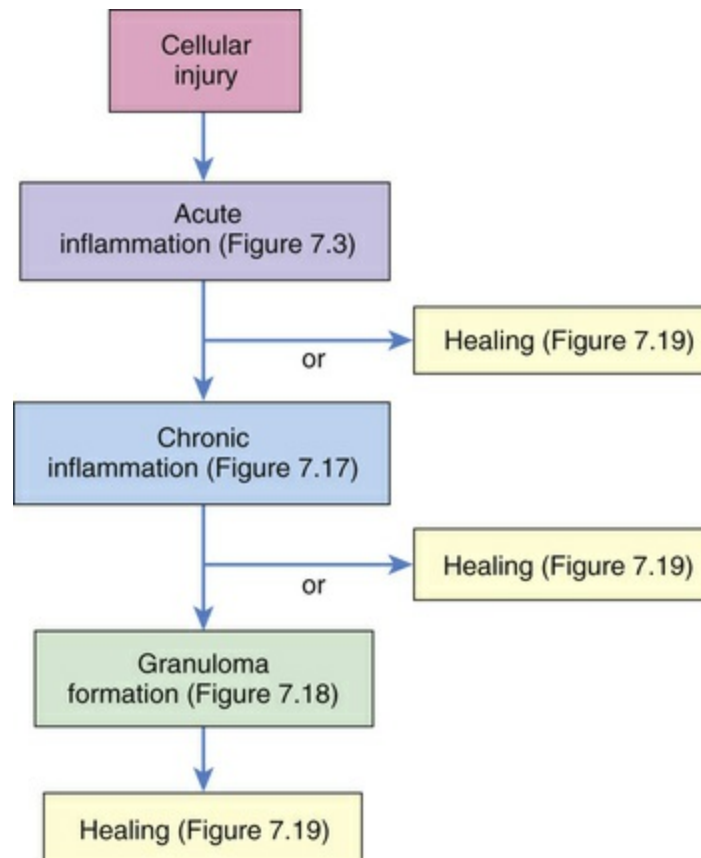 Cellular
injury
Acute
inflammation (Figure 7.3)
Healing (Figure 7.19)
or
Chronic
inflammation (Figure 7.17)
Healing (Figure 7.19)
or
Granuloma
formation (Figure 7.18)
Healing (Figure 7.19)